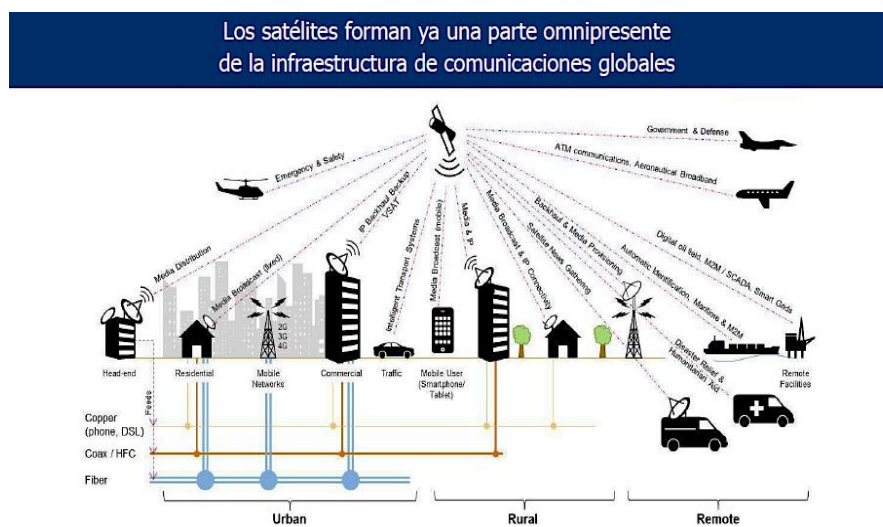 Los satélites forman ya una parte omnipresente
de la infraestructura de comunicaciones globales
Government & Defense
ATM communications, Aeronautical Broadband
Emergency & Safety
IP Backhaul Backup
VSAT
Media Distribution
Media Broadcast (fixed)
Intelligent Transport Systems
Media Broadcast (mobile)
Media & IP
Media Broadcast & IP Connectivity
Satellite News Gathering
Backhaul & Media Provisioning
Automatic Identification, Maritime & M2M
Digital oil field, M2M / SCADA, Smart Grids
Disaster Relief &
Humanitarian Aid
2G
3G
4G
Head-end
Residential
Mobile
Networks
Commercial
Traffic
Mobile User
(Smartphone/
Tablet)
Remote
Facilities
Feeds
Copper
(phone, DSL)
Coax / HFC
Fiber
Urban
Rural
Remote